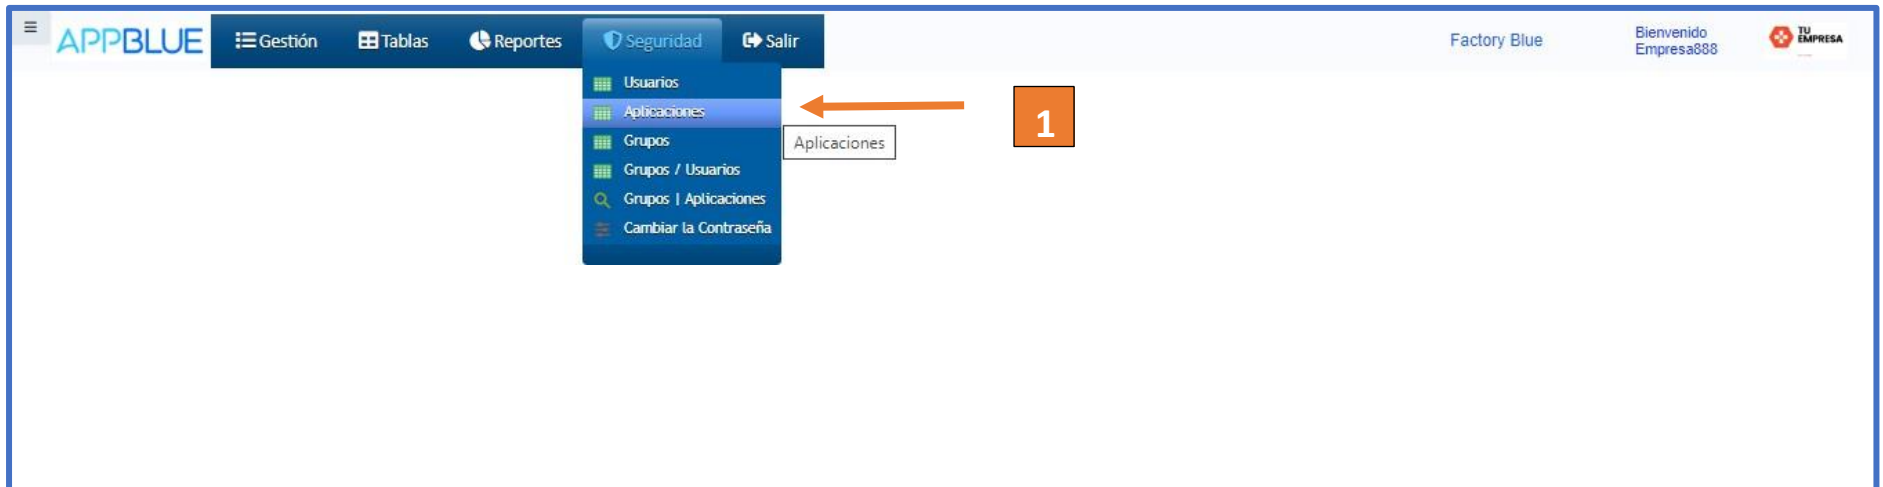 ≡ APPBLUE Gestión Tablas Reportes Seguridad Salir Factory Blue Bienvenido Empresa888 TU EMPRESA
Usuarios
Aplicaciones
1
Aplicaciones
Grupos
Grupos / Usuarios
Grupos | Aplicaciones
Cambiar la Contraseña